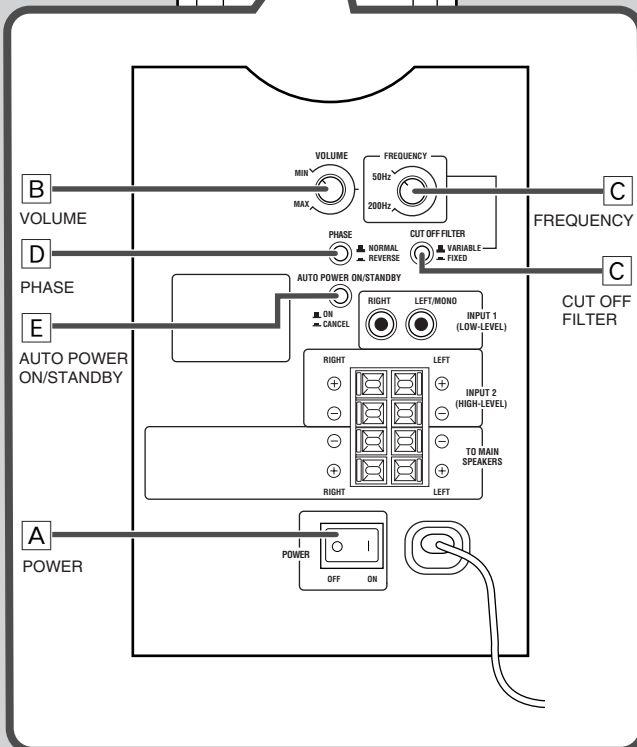 VOLUME
FREQUENCY
MIN
MAX
50Hz
200Hz
B
VOLUME
C
FREQUENCY
PHASE
NORMAL
REVERSE
CUT OFF FILTER
VARIABLE
FIXED
D
PHASE
C
CUT OFF
FILTER
AUTO POWER ON/STANDBY
ON
CANCEL
E
AUTO POWER
ON/STANDBY
RIGHT
LEFT/MONO
INPUT 1
(LOW-LEVEL)
RIGHT
LEFT
+
+
INPUT 2
(HIGH-LEVEL)
−
−
−
−
TO MAIN
SPEAKERS
+
+
RIGHT
LEFT
A
POWER
POWER
OFF
ON